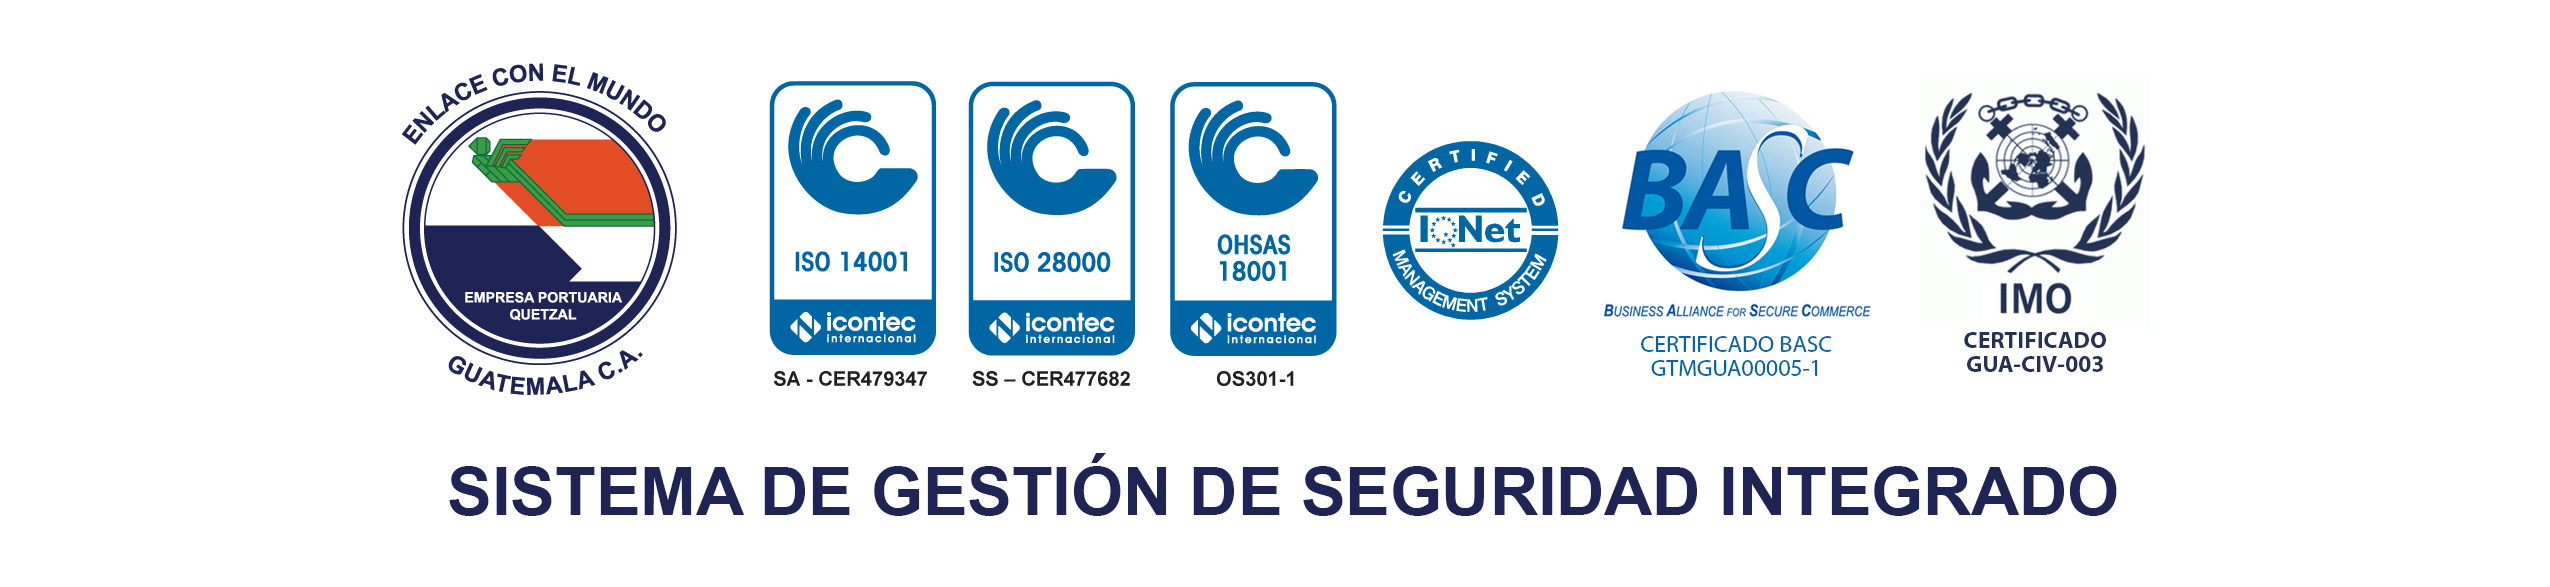 ENLACE CON EL MUNDO
EMPRESA PORTUARIA
QUETZAL
GUATEMALA C.A.
ISO 14001
icontec
internacional
SA - CER479347
ISO 28000
icontec
internacional
SS – CER477682
OHSAS
18001
icontec
internacional
OS301-1
CERTIFIED
IQNet
MANAGEMENT SYSTEM
BASC
BUSINESS ALLIANCE FOR SECURE COMMERCE
CERTIFICADO BASC
GTMGUA00005-1
IMO
CERTIFICADO
GUA-CIV-003
SISTEMA DE GESTIÓN DE SEGURIDAD INTEGRADO